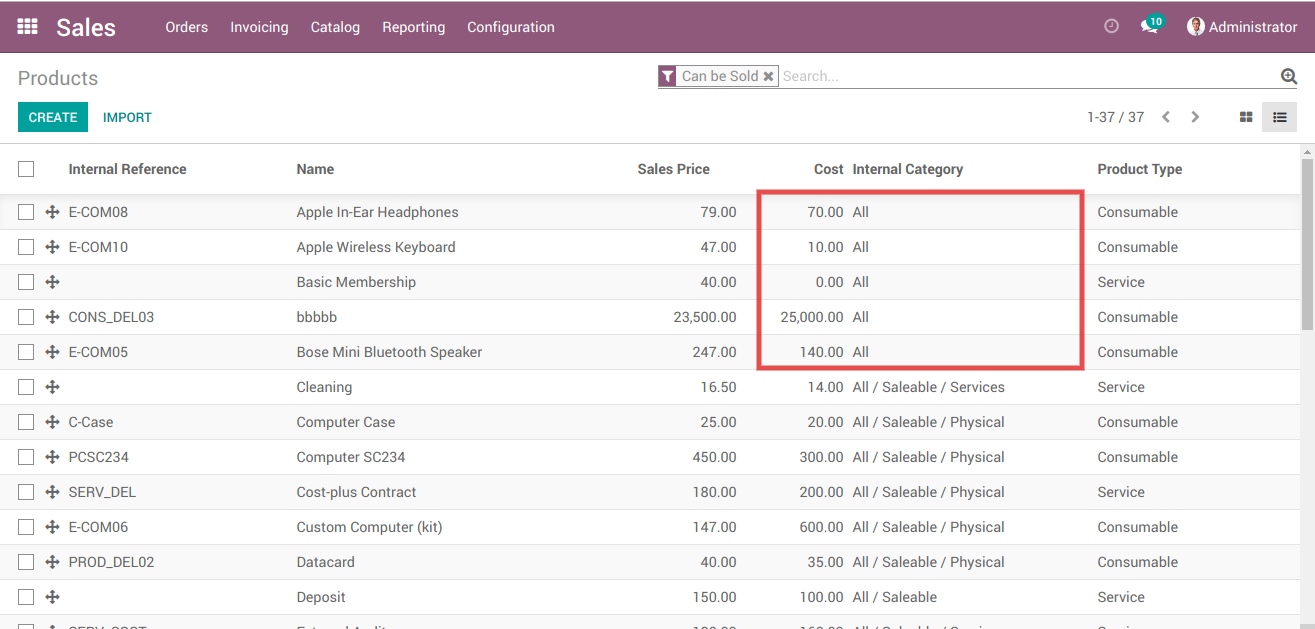 Sales Orders Invoicing Catalog Reporting Configuration 10 Administrator
Products Can be Sold Search...
CREATE IMPORT 1-37 / 37
Internal Reference Name Sales Price Cost Internal Category Product Type
E-COM08 Apple In-Ear Headphones 79.00 70.00 All Consumable
E-COM10 Apple Wireless Keyboard 47.00 10.00 All Consumable
Basic Membership 40.00 0.00 All Service
CONS_DEL03 bbbbb 23,500.00 25,000.00 All Consumable
E-COM05 Bose Mini Bluetooth Speaker 247.00 140.00 All Consumable
Cleaning 16.50 14.00 All / Saleable / Services Service
C-Case Computer Case 25.00 20.00 All / Saleable / Physical Consumable
PCSC234 Computer SC234 450.00 300.00 All / Saleable / Physical Consumable
SERV_DEL Cost-plus Contract 180.00 200.00 All / Saleable / Physical Service
E-COM06 Custom Computer (kit) 147.00 600.00 All / Saleable / Physical Consumable
PROD_DEL02 Datacard 40.00 35.00 All / Saleable / Physical Consumable
Deposit 150.00 100.00 All / Saleable Service